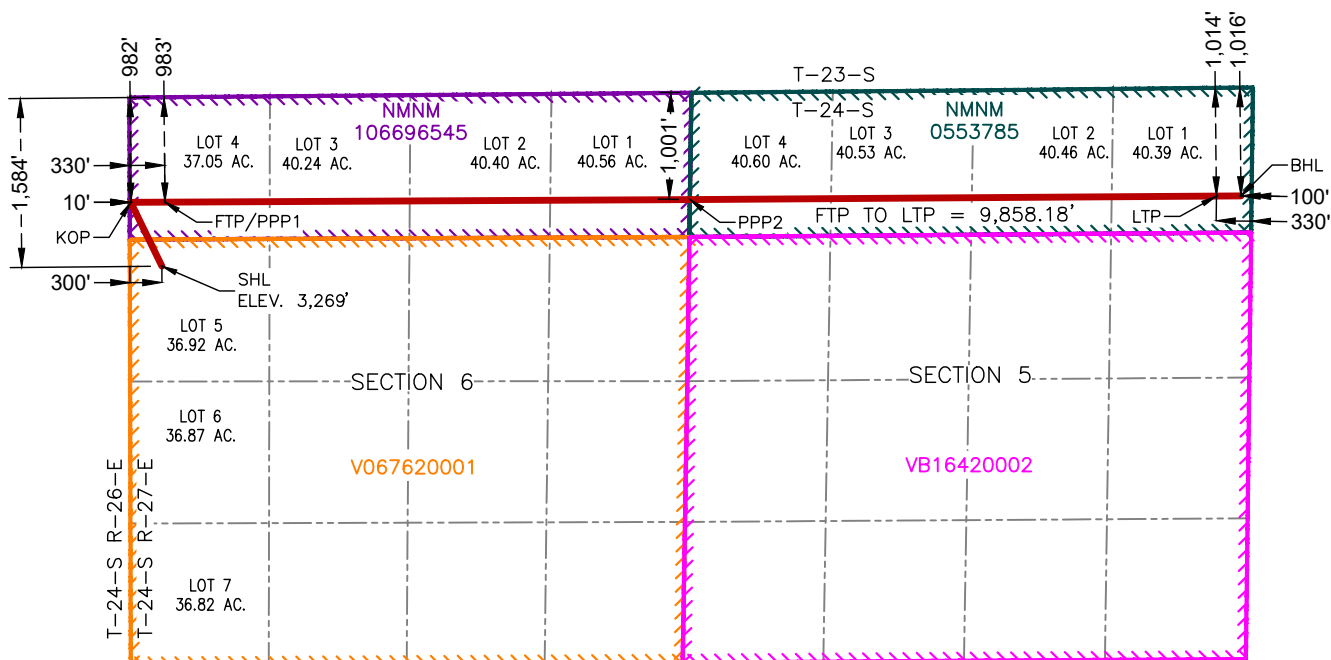 982'
983'
1,014'
1,016'
T-23-S
T-24-S
NMNM
106696545
NMNM
0553785
LOT 4
37.05 AC.
LOT 3
40.24 AC.
LOT 2
40.40 AC.
LOT 1
40.56 AC.
1,001'
LOT 4
40.60 AC.
LOT 3
40.53 AC.
LOT 2
40.46 AC.
LOT 1
40.39 AC.
1,584'
330'
10'
KOP
FTP/PPP1
PPP2
FTP TO LTP = 9,858.18'
LTP
BHL
100'
330'
300'
SHL
ELEV. 3,269'
LOT 5
36.92 AC.
SECTION 6
SECTION 5
LOT 6
36.87 AC.
V067620001
VB16420002
T-24-S R-26-E
T-24-S R-27-E
LOT 7
36.82 AC.